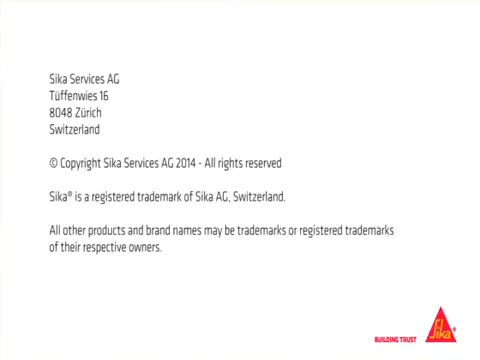 Sika Services AG
Tüffenwies 16
8048 Zürich
Switzerland
© Copyright Sika Services AG 2014 - All rights reserved
Sika® is a registered trademark of Sika AG, Switzerland.
All other products and brand names may be trademarks or registered trademarks
of their respective owners.
BUILDING TRUST
Sika®